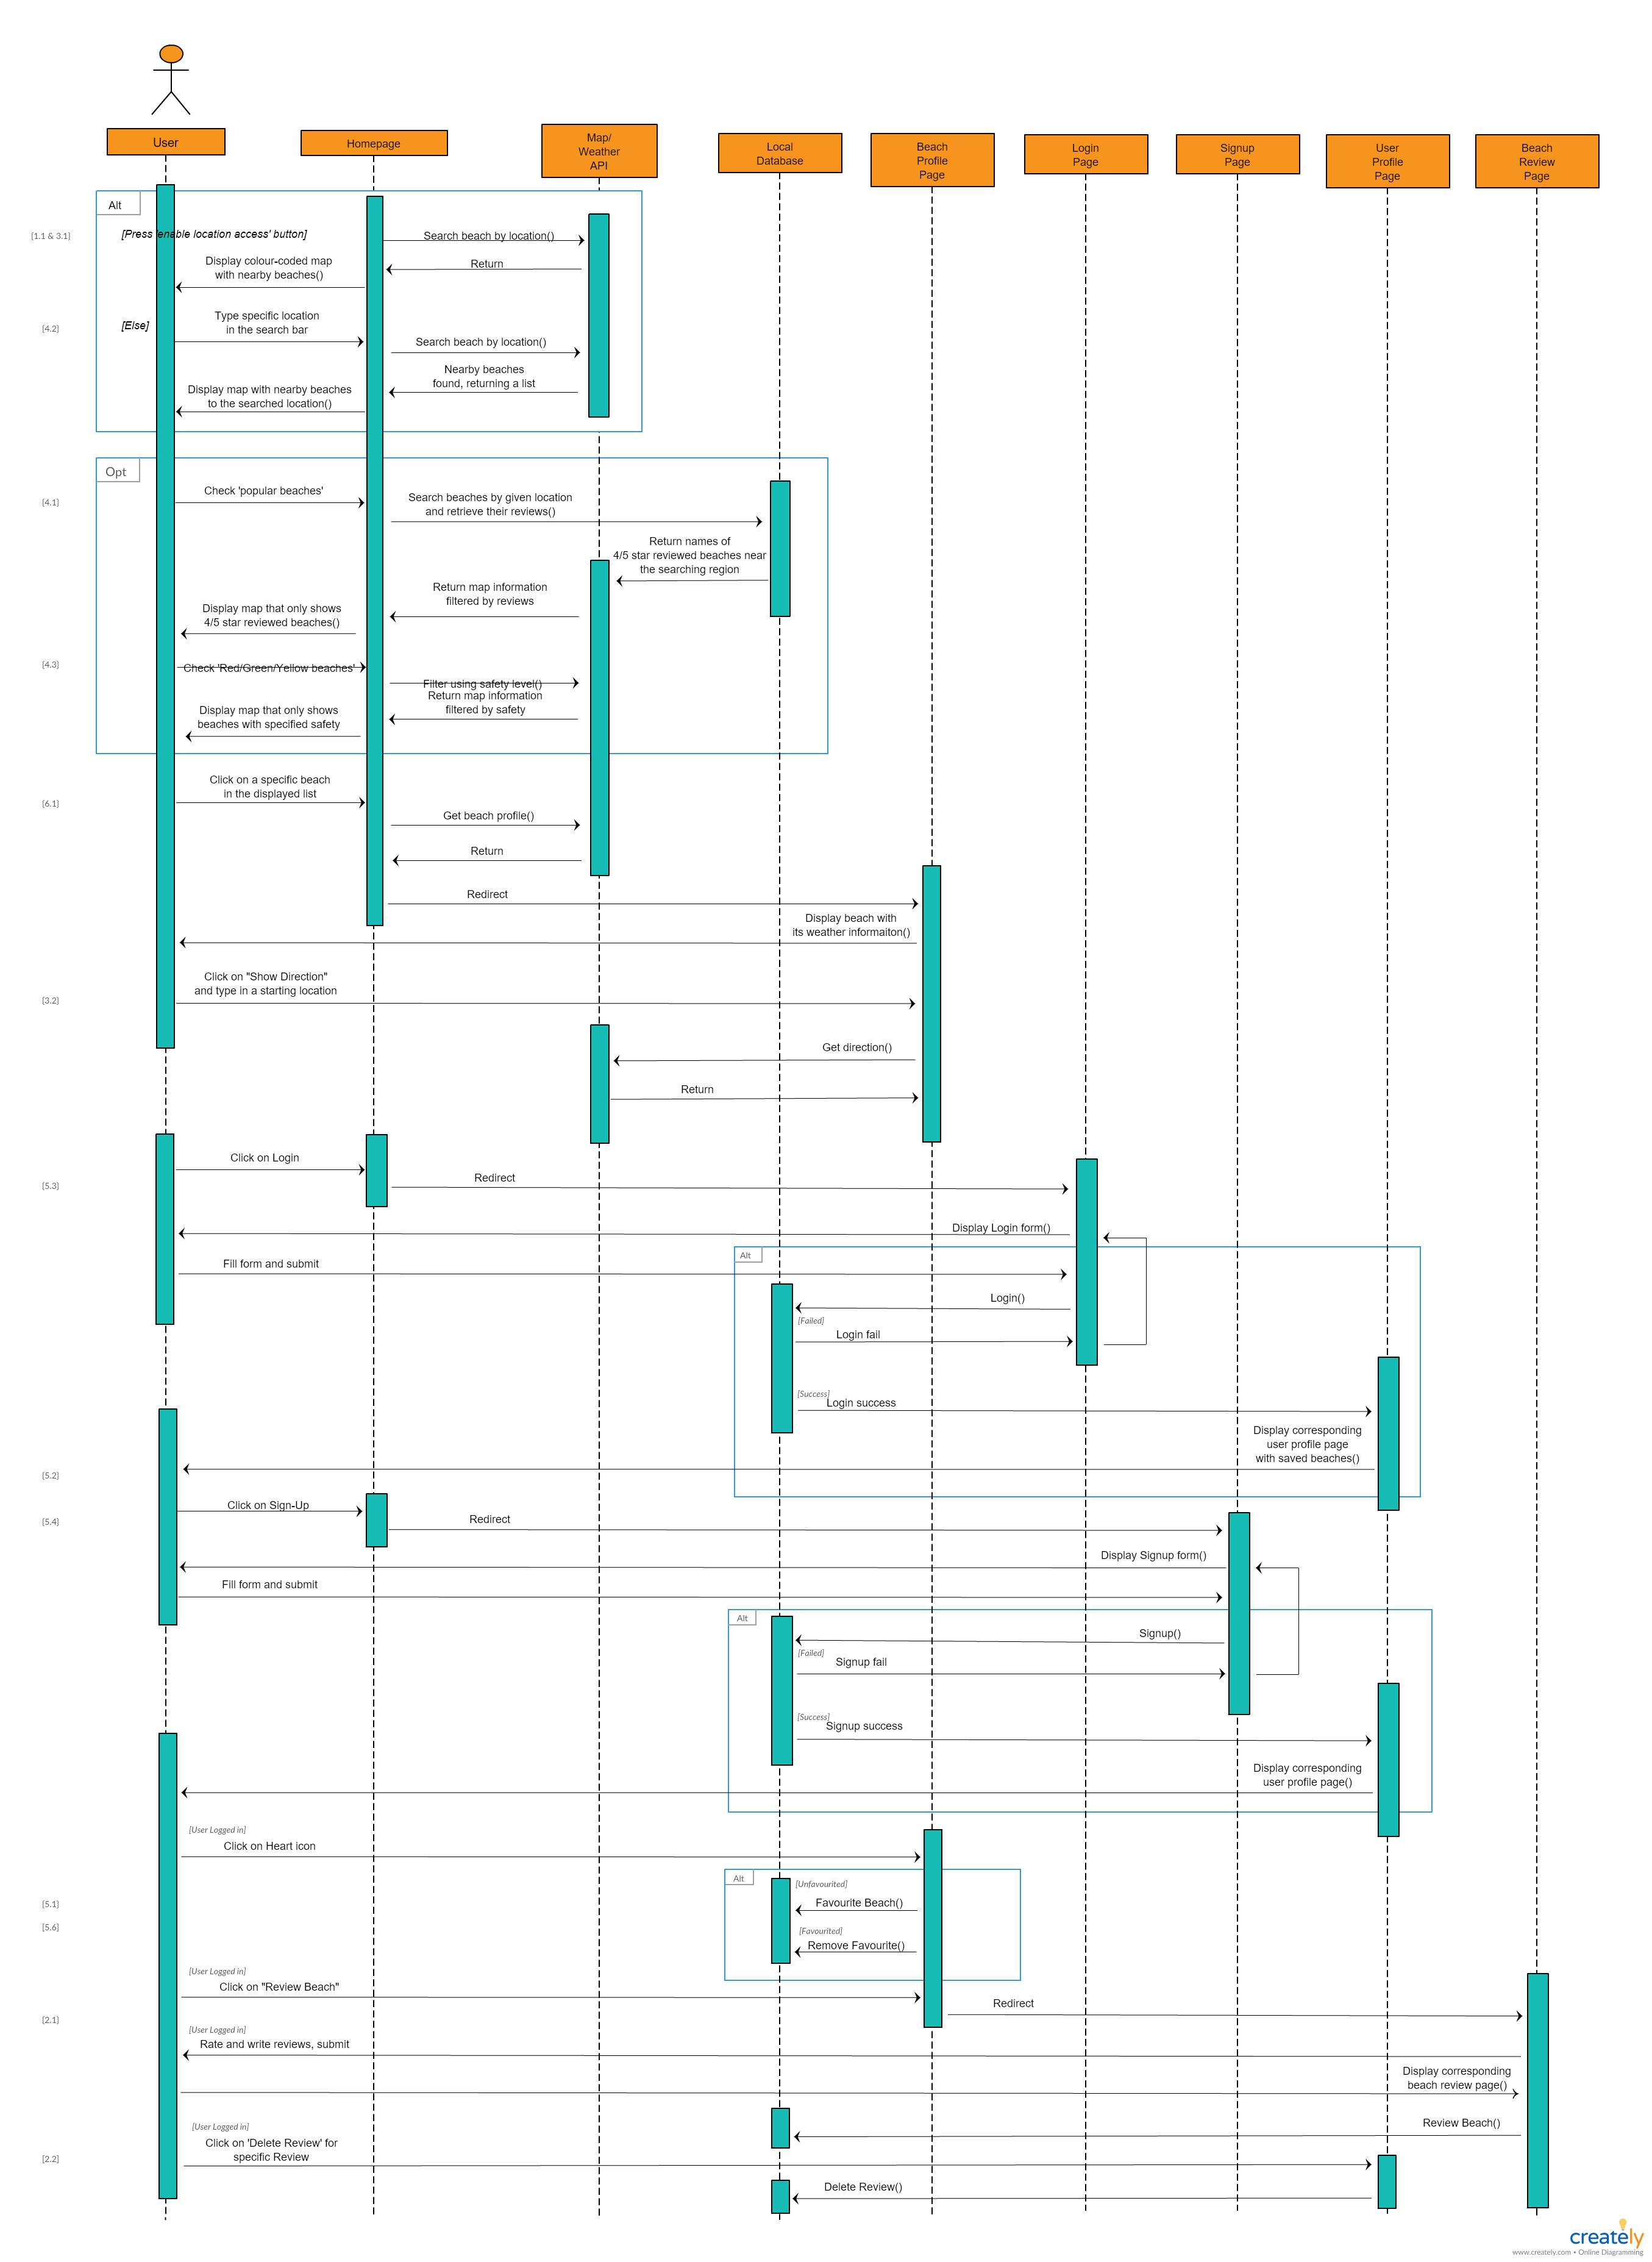 User
Homepage
Map/
Weather
API
Local
Database
Beach
Profile
Page
Login
Page
Signup
Page
User
Profile
Page
Beach
Review
Page
Alt
{1.1 & 3.1}
[Press 'enable location access' button]
Search beach by location()
Display colour-coded map
with nearby beaches()
Return
{4.2}
[Else]
Type specific location
in the search bar
Search beach by location()
Nearby beaches
found, returning a list
Display map with nearby beaches
to the searched location()
Opt
{4.1}
Check 'popular beaches'
Search beaches by given location
and retrieve their reviews()
Return names of
4/5 star reviewed beaches near
the searching region
Return map information
filtered by reviews
Display map that only shows
4/5 star reviewed beaches()
{4.3}
Check 'Red/Green/Yellow beaches'
Filter using safety level()
Return map information
filtered by safety
Display map that only shows
beaches with specified safety
{6.1}
Click on a specific beach
in the displayed list
Get beach profile()
Return
Redirect
Display beach with
its weather informaiton()
{3.2}
Click on "Show Direction"
and type in a starting location
Get direction()
Return
Click on Login
Redirect
{5.3}
Display Login form()
Alt
Fill form and submit
Login()
[Failed]
Login fail
[Success]
Login success
Display corresponding
user profile page
with saved beaches()
{5.2}
Click on Sign-Up
{5.4}
Redirect
Display Signup form()
Fill form and submit
Alt
Signup()
[Failed]
Signup fail
[Success]
Signup success
Display corresponding
user profile page()
[User Logged in]
Click on Heart icon
Alt
[Unfavourited]
{5.1}
Favourite Beach()
{5.6}
[Favourited]
Remove Favourite()
[User Logged in]
Click on "Review Beach"
Redirect
{2.1}
[User Logged in]
Rate and write reviews, submit
Display corresponding
beach review page()
Review Beach()
[User Logged in]
Click on 'Delete Review' for
specific Review
{2.2}
Delete Review()
creately
www.creately.com • Online Diagramming